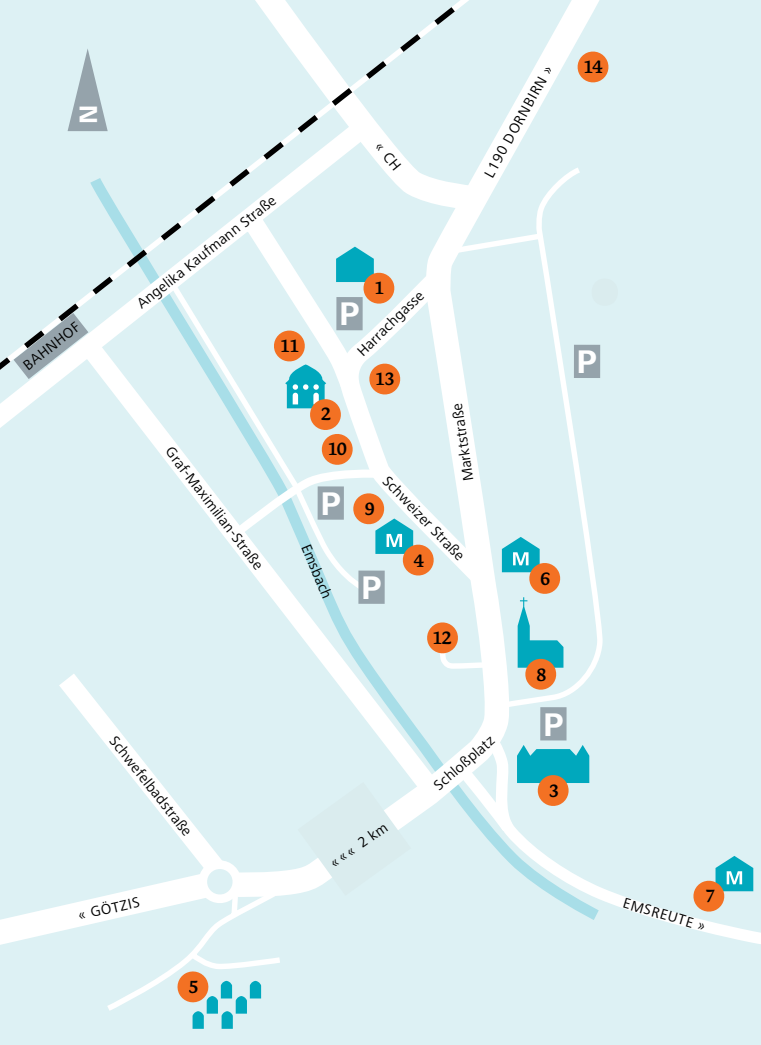 14
L190 DORNBIRN »
N
« CH
Angelika Kaufmann Straße
1
P
Harrachgasse
BAHNHOF
11
13
P
2
10
Marktstraße
Graf-Maximilian-Straße
P
9
Schweizer Straße
M
4
M
6
Emsbach
P
12
8
P
Schloßplatz
Schwefelbadstraße
3
««« 2 km
M
7
« GÖTZIS
EMSREUTE »
5